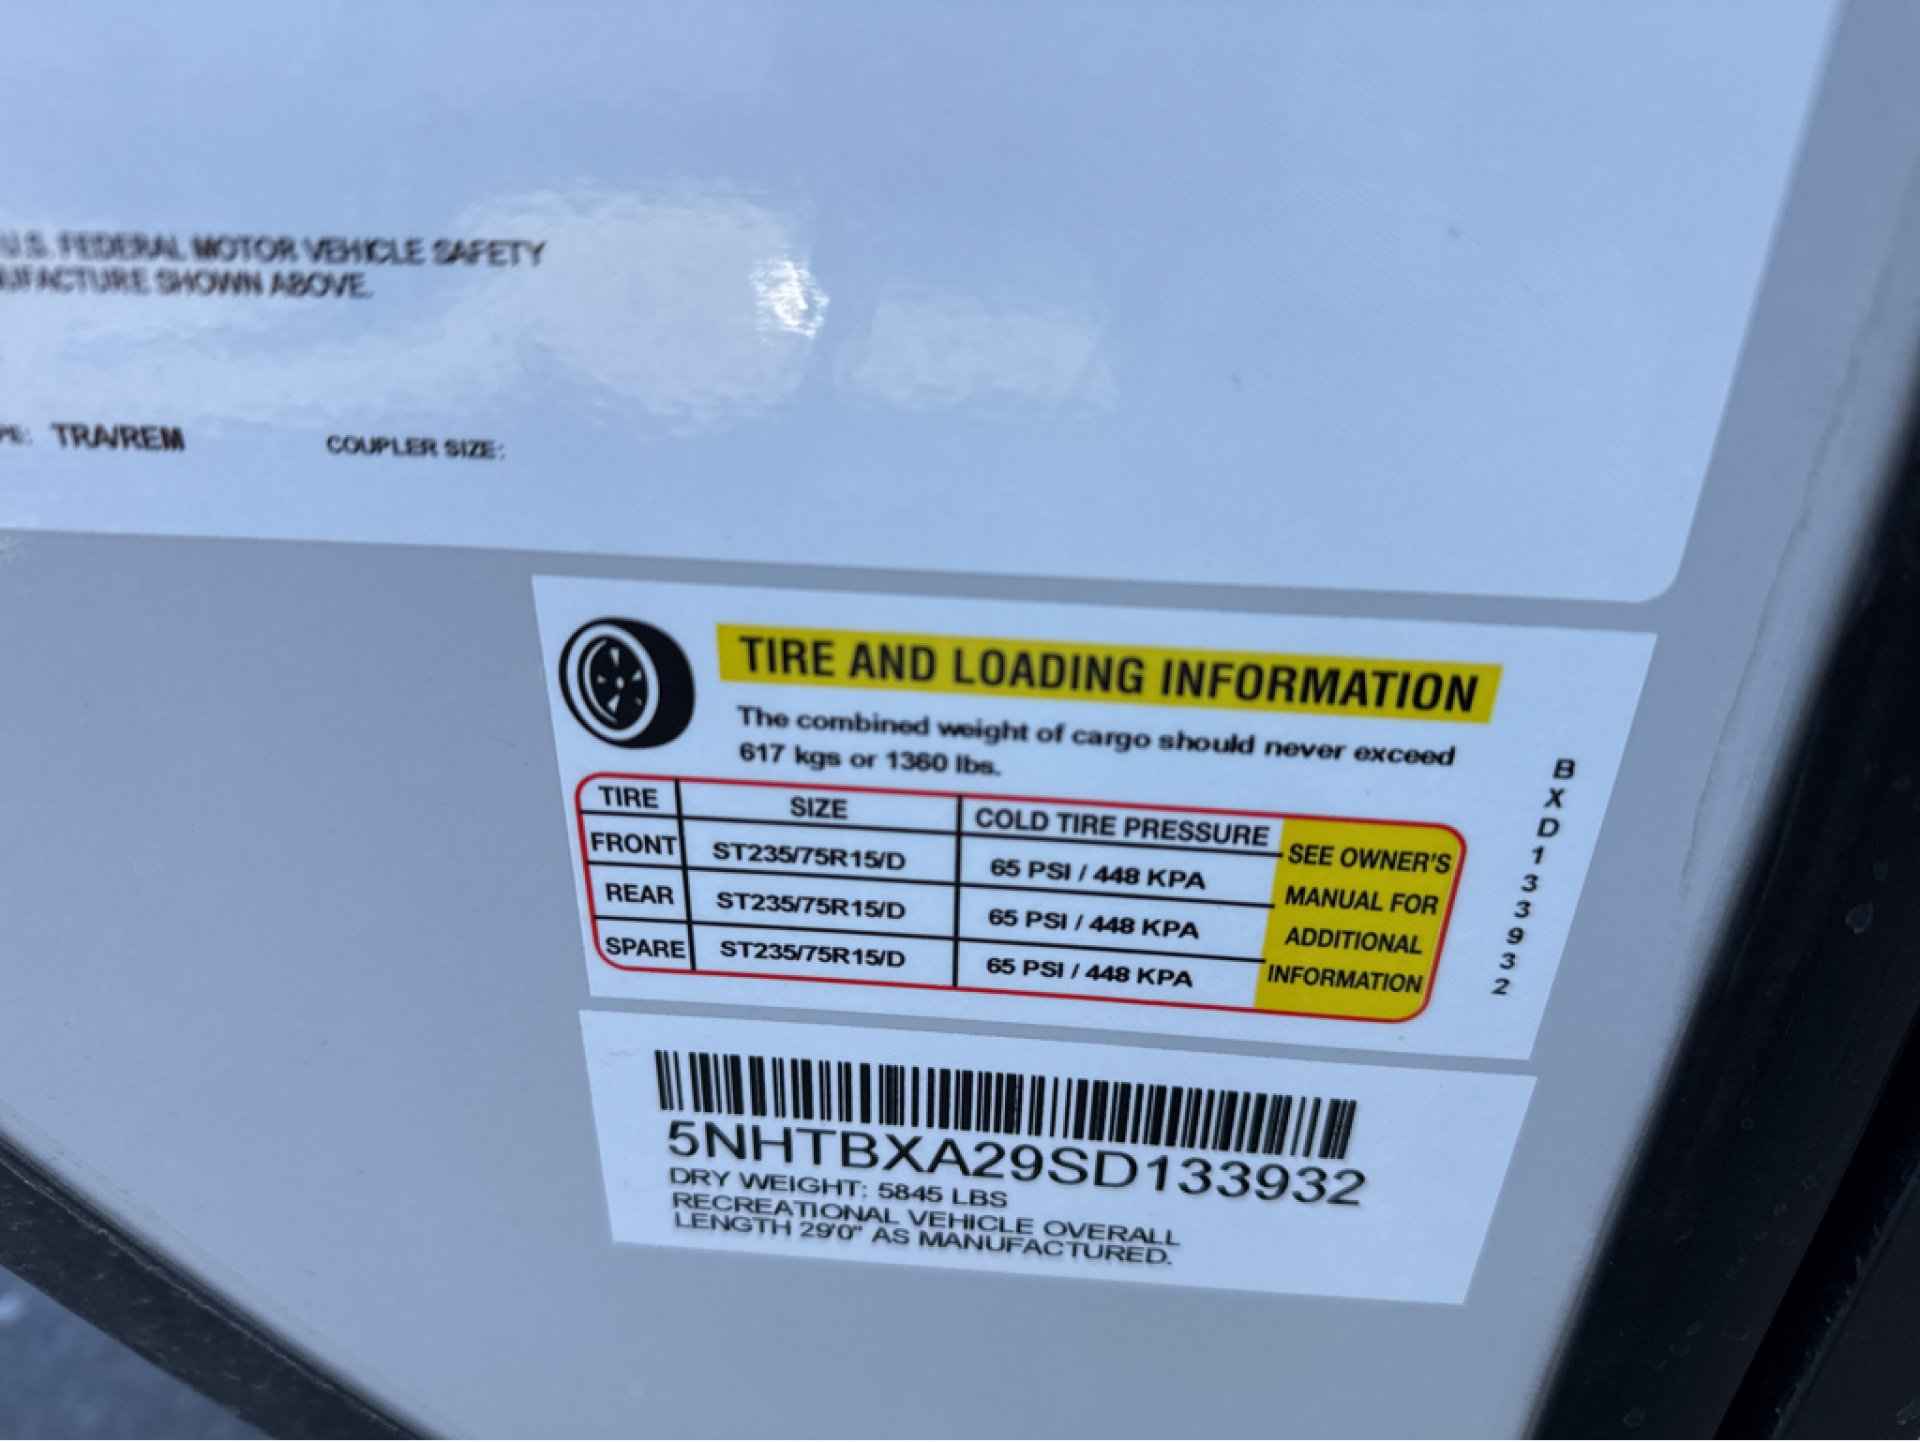 U.S. FEDERAL MOTOR VEHICLE SAFETY
SHOWN ABOVE.
TRA/REM COUPLER SIZE:
TIRE AND LOADING INFORMATION
The combined weight of cargo should never exceed
617 kgs or 1360 lbs.
TIRE SIZE COLD TIRE PRESSURE
FRONT ST235/75R15/D 65 PSI / 448 KPA
REAR ST235/75R15/D 65 PSI / 448 KPA
SPARE ST235/75R15/D 65 PSI / 448 KPA
SEE OWNER'S
MANUAL FOR
ADDITIONAL
INFORMATION
BXD133932
5NHTBXA29SD133932
DRY WEIGHT: 5845 LBS
RECREATIONAL VEHICLE OVERALL
LENGTH 29'0" AS MANUFACTURED.